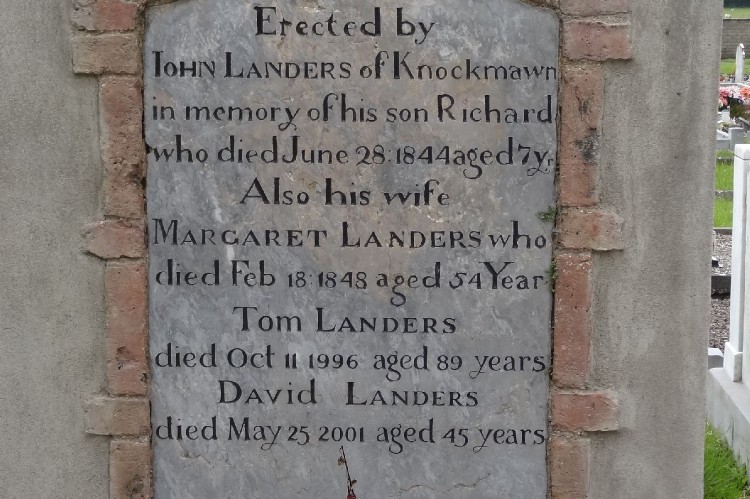 Erected by
JOHN LANDERS of Knockmawn
in memory of his son Richard
who died June 28:1844 aged 7yr
Also his wife
MARGARET LANDERS who
died Feb 18:1848 aged 54 Year
TOM LANDERS
died Oct 11 1996 aged 89 years
DAVID LANDERS
died May 25 2001 aged 45 years